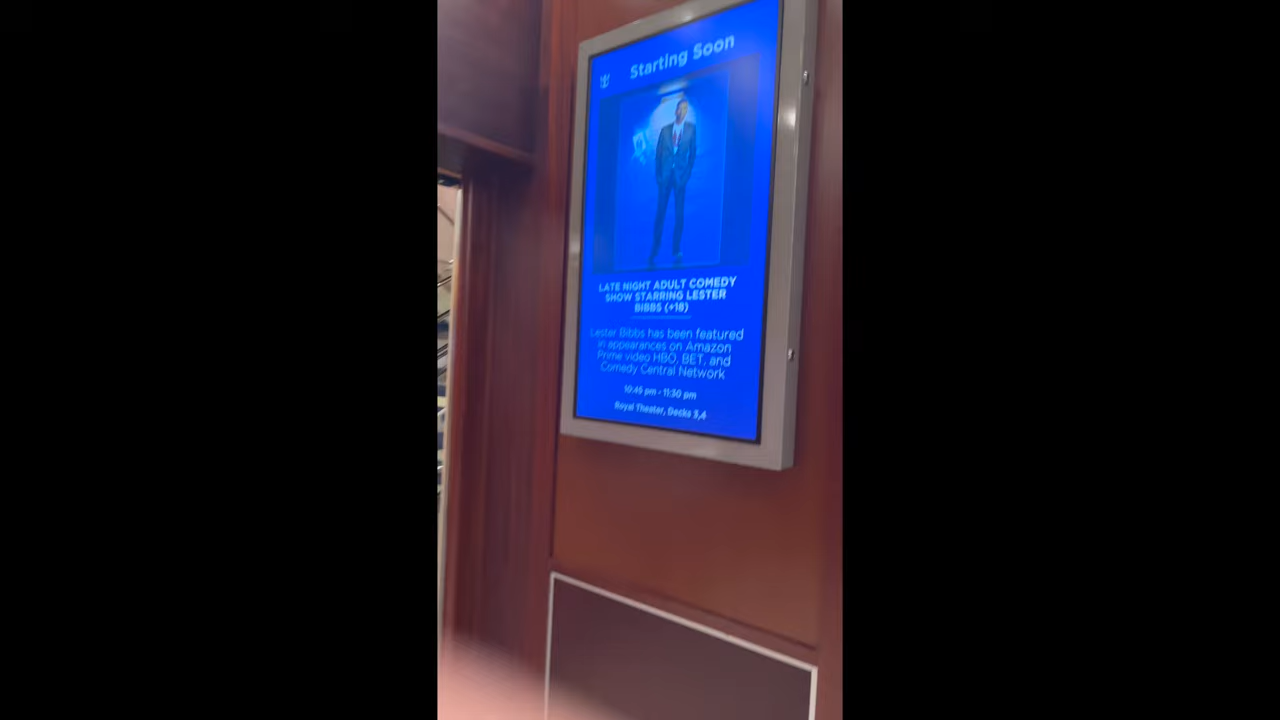 Starting Soon
LATE NIGHT ADULT COMEDY
SHOW STARRING LESTER
BIBBS (+18)
Lester Bibbs has been featured
in appearances on Amazon
Prime video HBO, BET, and
Comedy Central Network
10:45 pm - 11:30 pm
Royal Theater, Decks 3,4